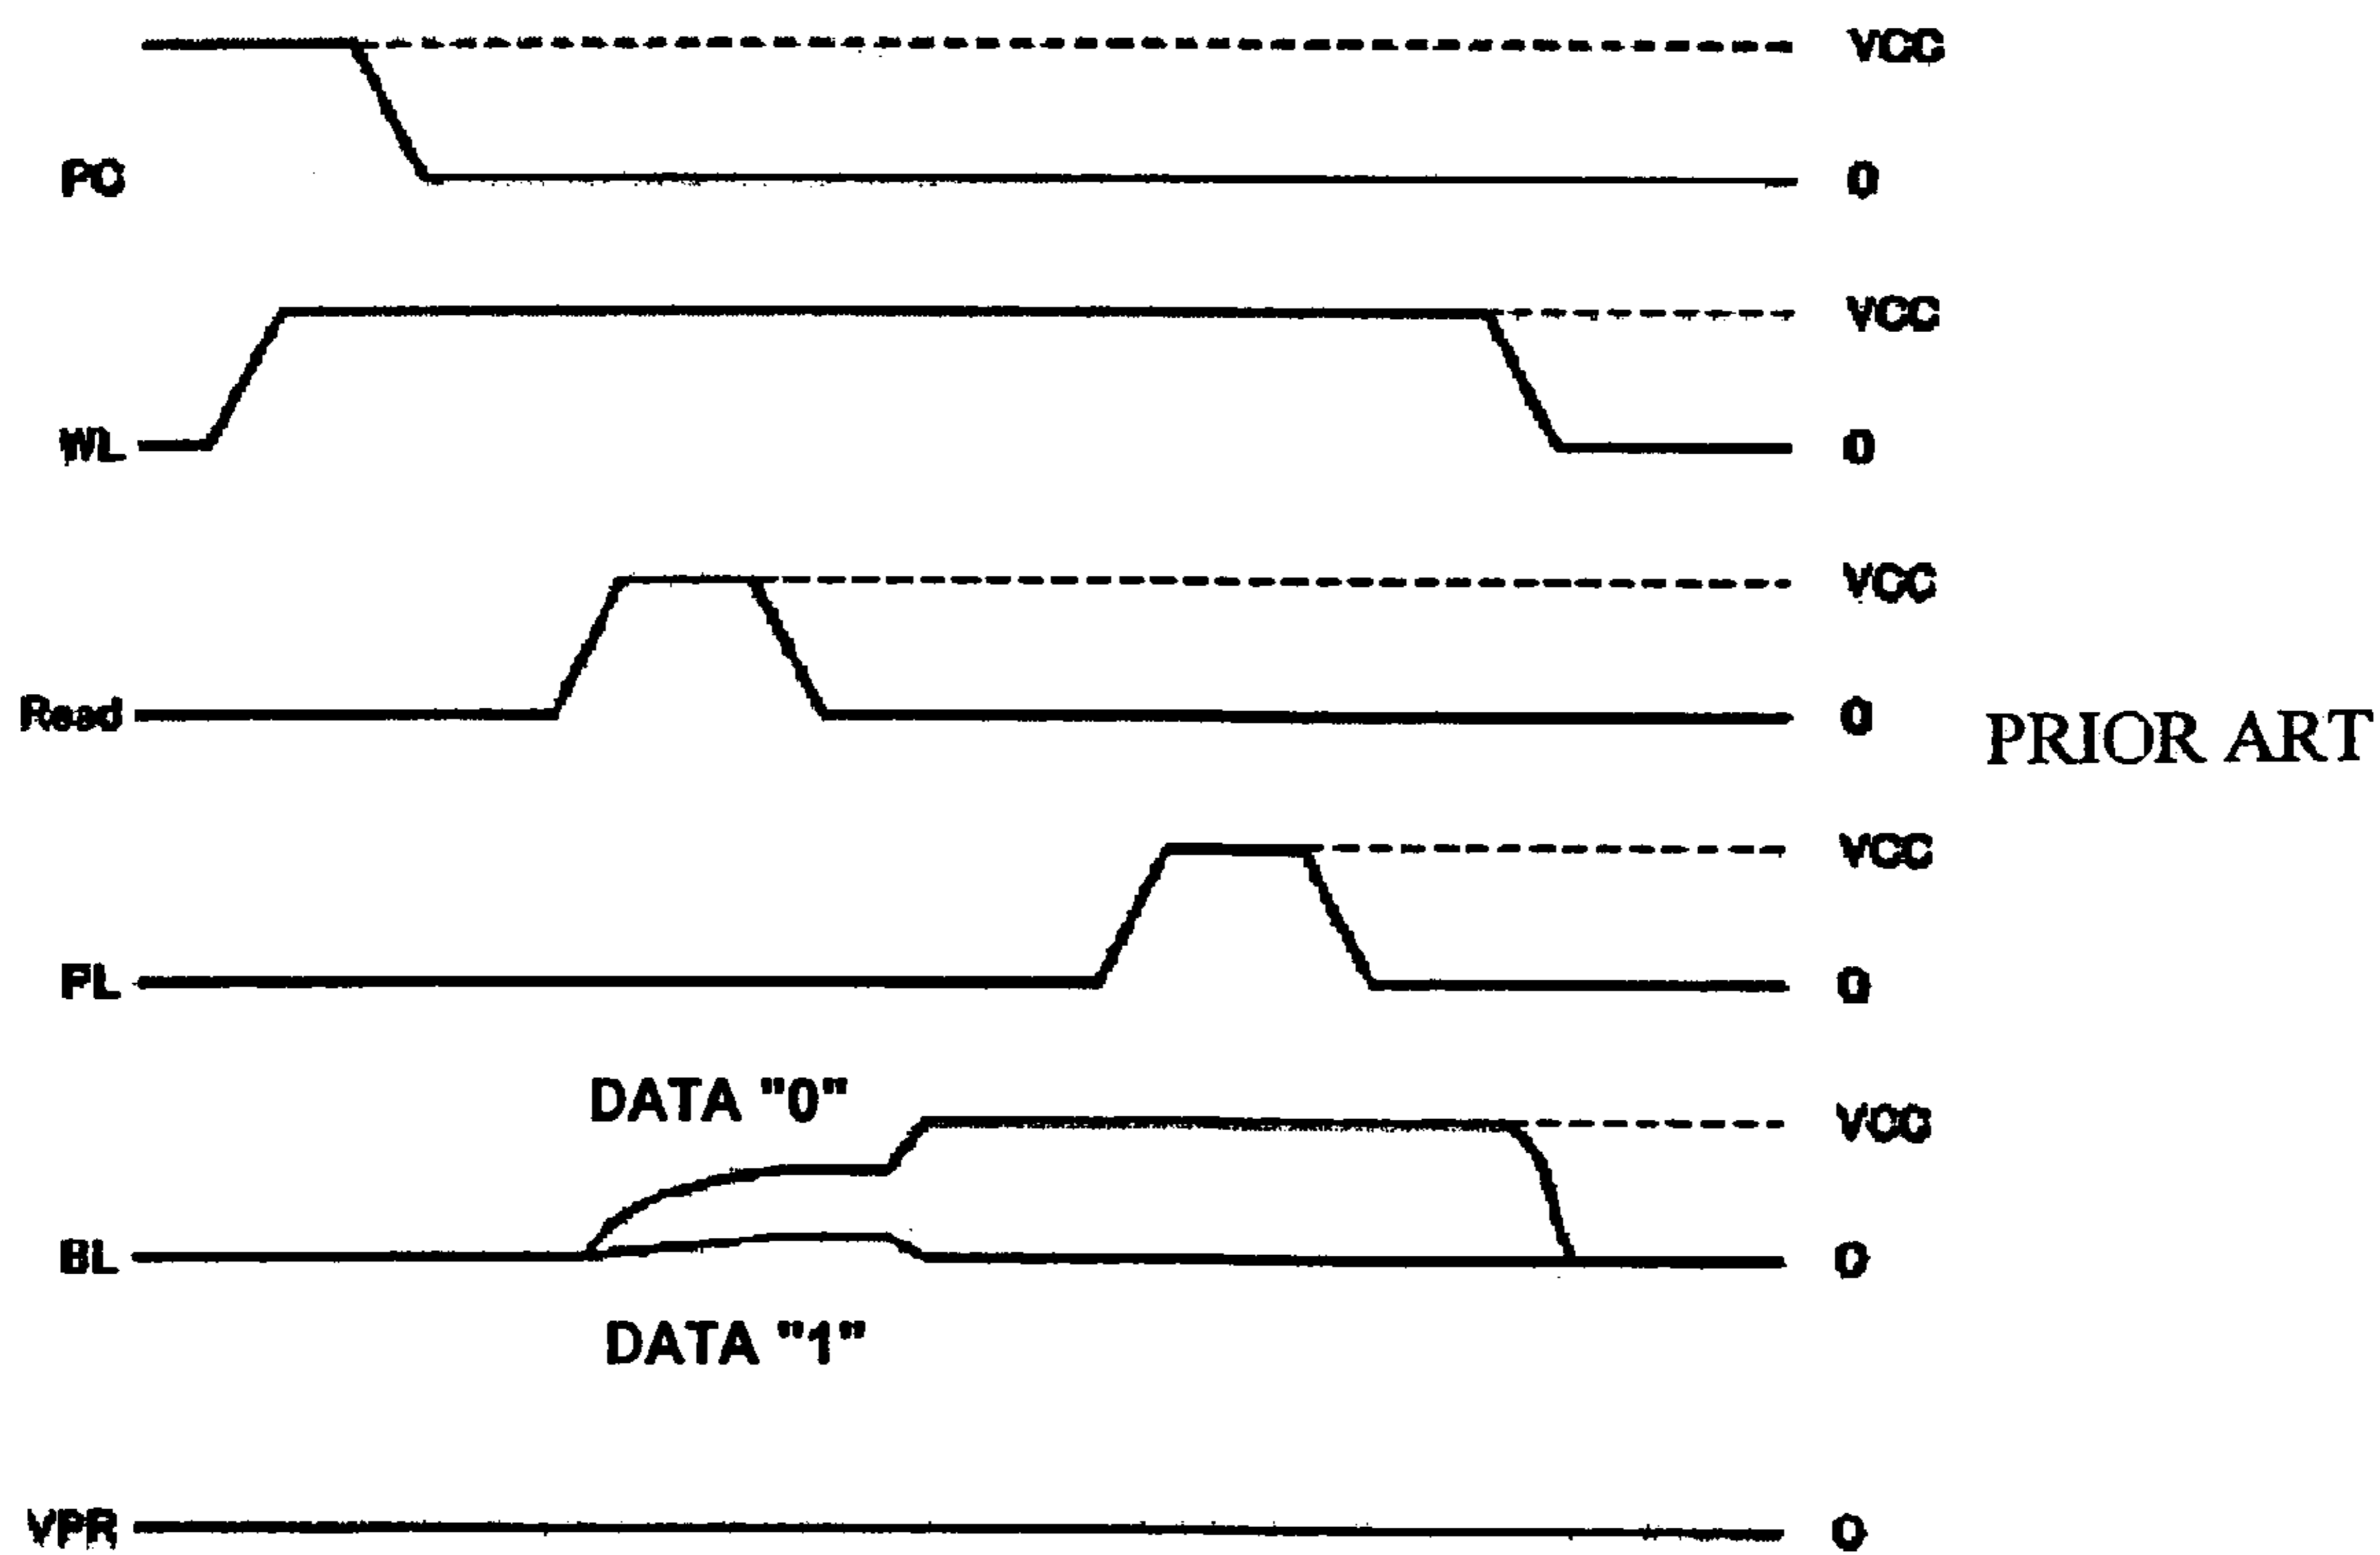 VCC
PC 0
VCC
WL 0
VCC
Read 0
PRIOR ART
VCC
PL 0
DATA "0"
VCC
BL 0
DATA "1"
VPR 0